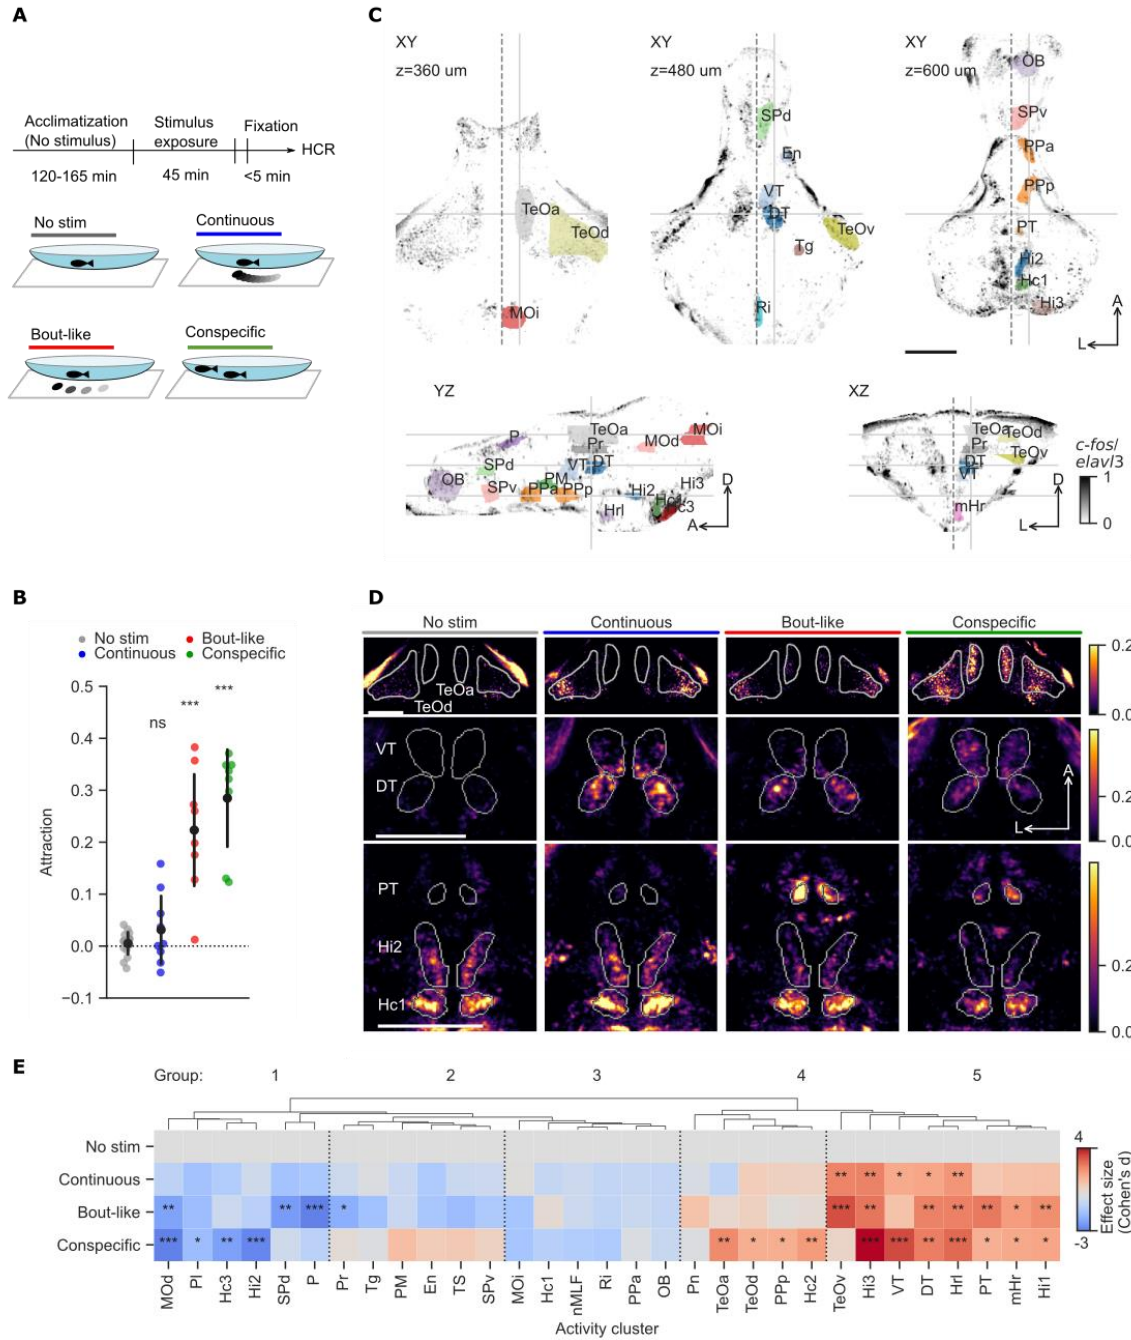 A
Acclimatization
(No stimulus)
Stimulus
exposure
Fixation
HCR
120-165 min
45 min
<5 min
No stim
Continuous
Bout-like
Conspecific
C
XY
z=360 um
TeOa
TeOd
MOi
XY
z=480 um
SPd
En
VT
DT
TeOv
Tg
Ri
XY
z=600 um
OB
SPv
PPa
PPp
PT
Hi2
Hc1
Hi3
A
L
YZ
P
TeOa
Pr
MOd
MOi
SPd
VT
DT
OB
SPv
PM
PPa
PPp
Hi2
Hi3
Hrl
Hc1
Hc3
D
A
XZ
TeOa
TeOd
Pr
DT
TeOv
VT
mHr
D
L
c-fos/
elavl3
1
0
B
No stim
Bout-like
Continuous
Conspecific
Attraction
0.5
0.4
0.3
0.2
0.1
0.0
−0.1
ns
***
***
D
No stim
Continuous
Bout-like
Conspecific
TeOa
TeOd
0.2
0.0
VT
DT
A
L
0.2
0.0
PT
Hi2
Hc1
0.2
0.0
E
Group: 1 2 3 4 5
No stim
Continuous ** ** * * **
Bout-like ** ** *** * *** ** ** ** ** * **
Conspecific *** * ** *** ** * * ** *** *** ** *** * * *
MOd Pl Hc3 Hi2 SPd P Pr Tg PM En TS SPv MOi Hc1 nMLF Ri PPa OB Pn TeOa TeOd PPp Hc2 TeOv Hi3 VT DT Hrl PT mHr Hi1
Activity cluster
4
-3
Effect size
(Cohen's d)